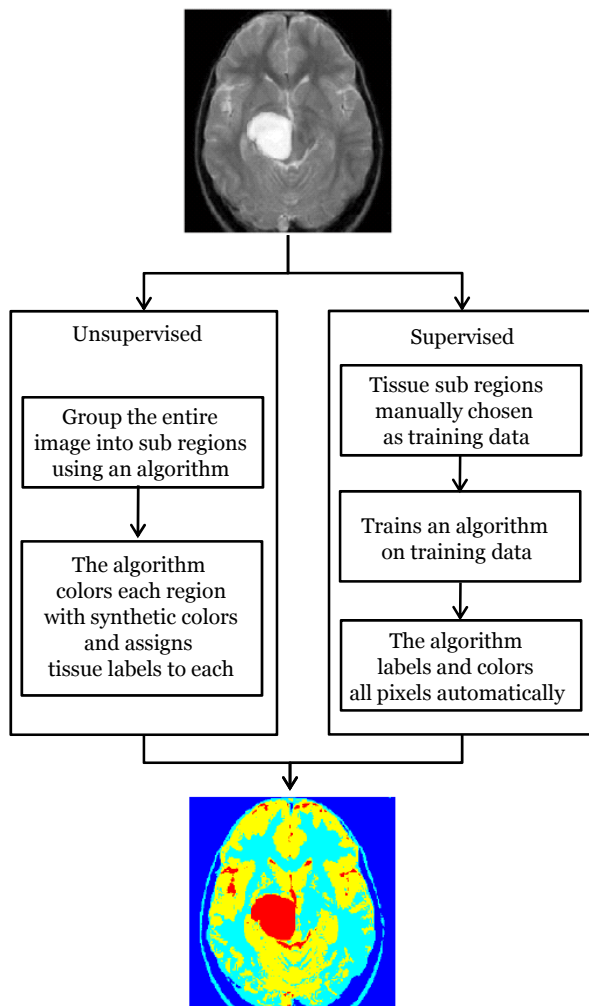 Unsupervised
Group the entire
image into sub regions
using an algorithm
The algorithm
colors each region
with synthetic colors
and assigns
tissue labels to each
Supervised
Tissue sub regions
manually chosen
as training data
Trains an algorithm
on training data
The algorithm
labels and colors
all pixels automatically